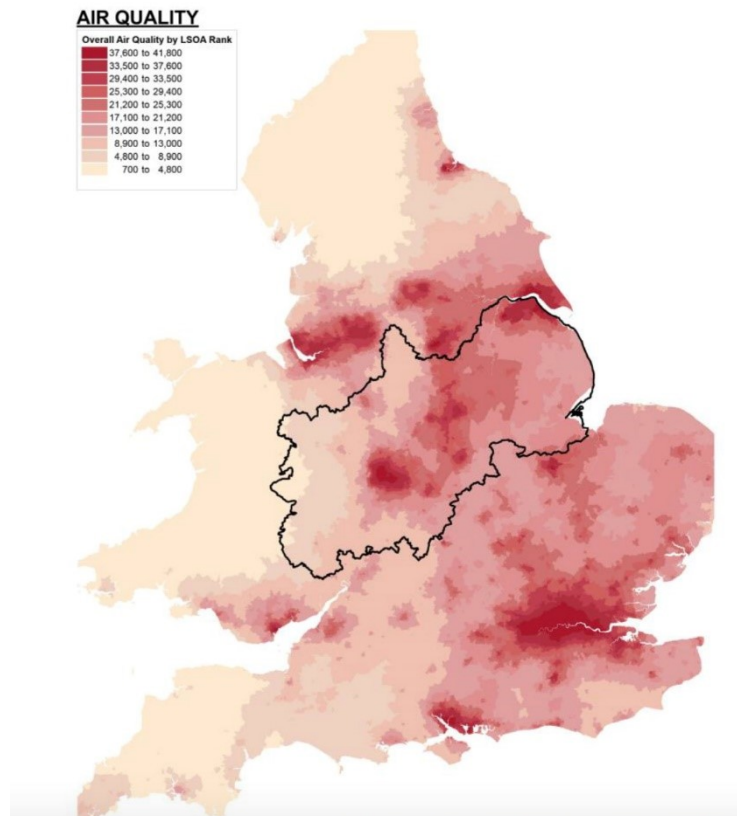 AIR QUALITY
Overall Air Quality by LSOA Rank
37,600 to 41,800
33,500 to 37,600
29,400 to 33,500
25,300 to 29,400
21,200 to 25,300
17,100 to 21,200
13,000 to 17,100
8,900 to 13,000
4,800 to 8,900
700 to 4,800